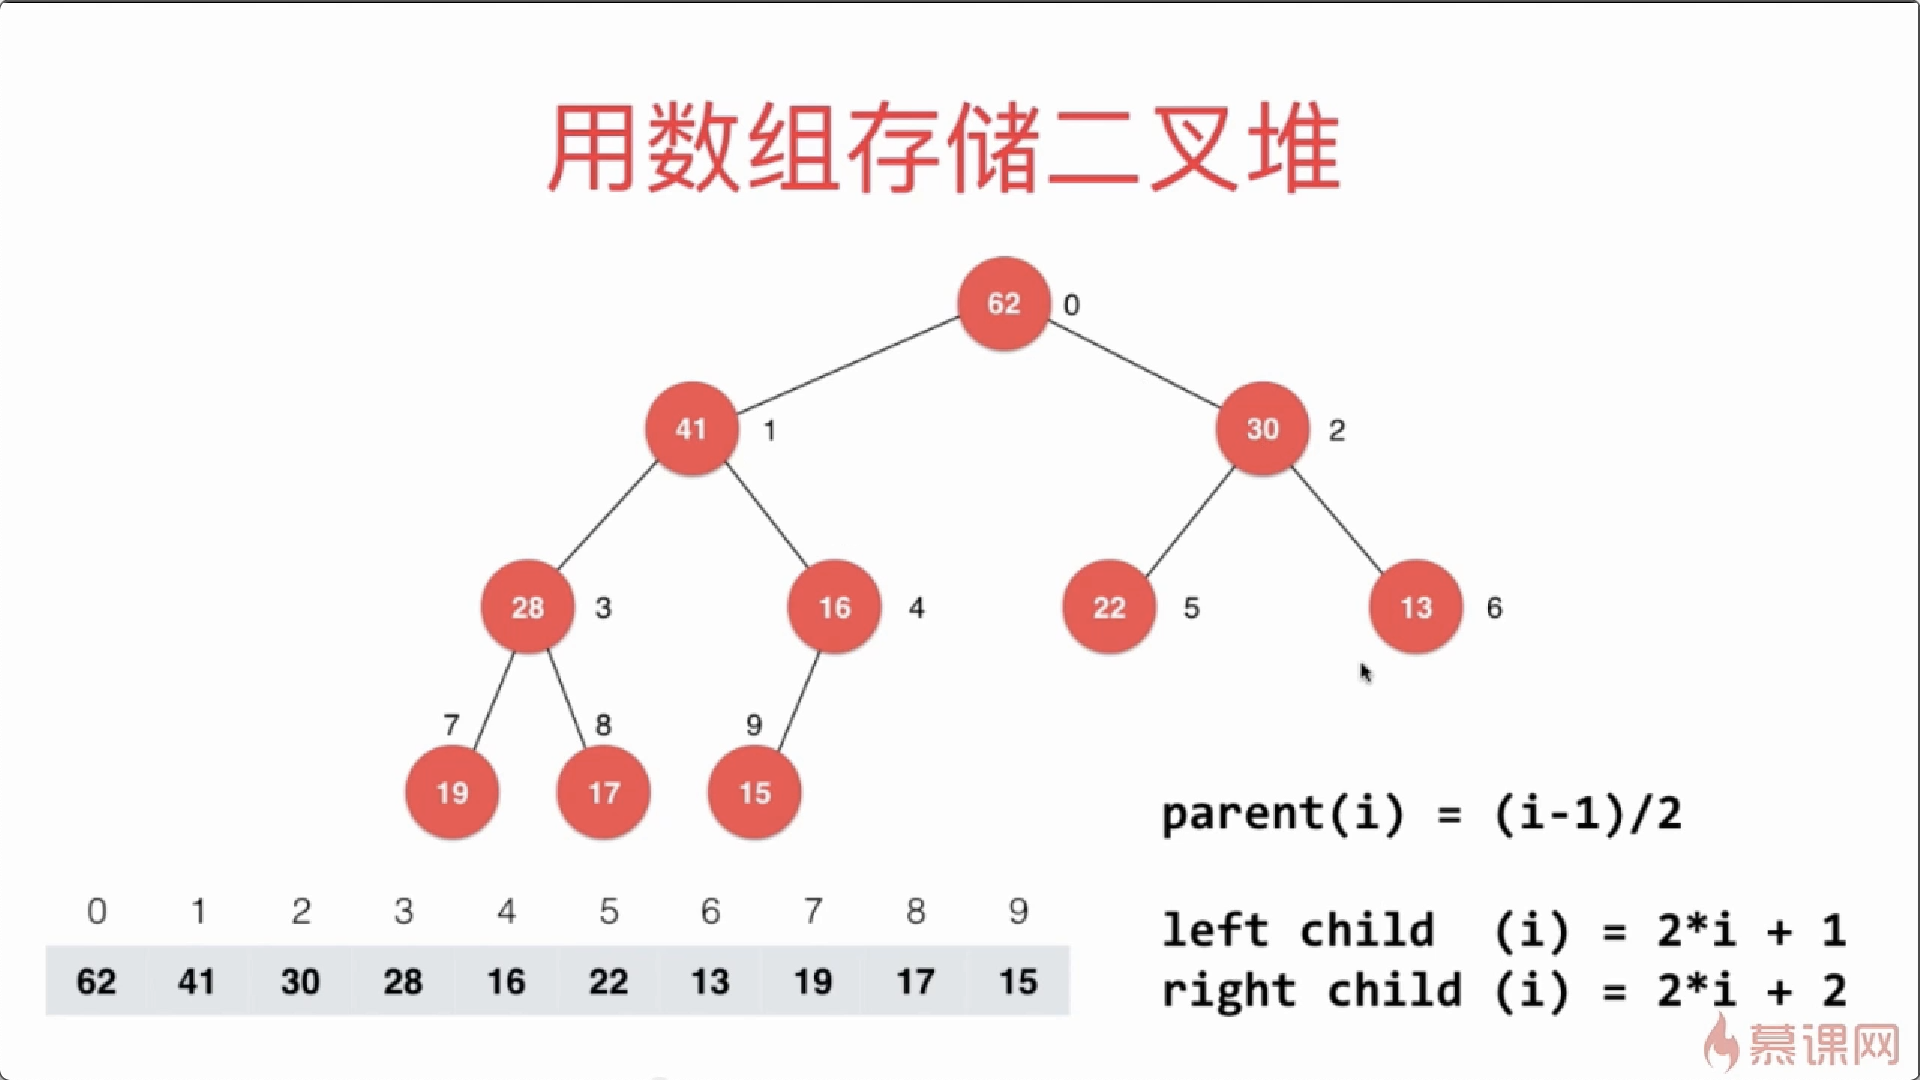 用数组存储二叉堆
62 0
41 1 30 2
28 3 16 4 22 5 13 6
7 8 9
19 17 15
parent(i) = (i-1)/2
0 1 2 3 4 5 6 7 8 9
left child (i) = 2*i + 1
62 41 30 28 16 22 13 19 17 15
right child (i) = 2*i + 2
慕课网